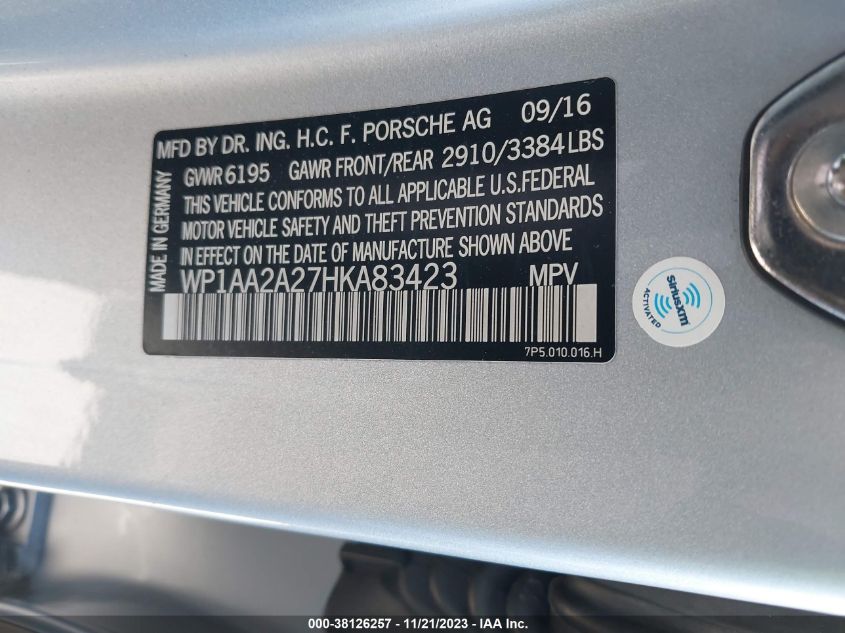 MFD BY DR. ING. H.C. F. PORSCHE AG 09/16
GVWR 6195 GAWR FRONT/REAR 2910/3384 LBS
THIS VEHICLE CONFORMS TO ALL APPLICABLE U.S. FEDERAL
MOTOR VEHICLE SAFETY AND THEFT PREVENTION STANDARDS
IN EFFECT ON THE DATE OF MANUFACTURE SHOWN ABOVE
WP1AA2A27HKA83423 MPV
7P5.010.016.H
MADE IN GERMANY
siriusxm
ACTIVATED
000-38126257 - 11/21/2023 - IAA Inc.